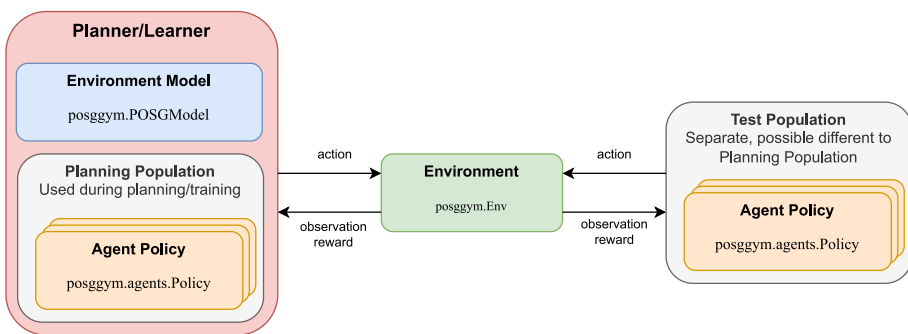 Planner/Learner
Environment Model
posggym.POSGModel
Planning Population
Used during planning/training
Agent Policy
posggym.agents.Policy
action
observation
reward
Environment
posggym.Env
action
observation
reward
Test Population
Separate, possible different to
Planning Population
Agent Policy
posggym.agents.Policy